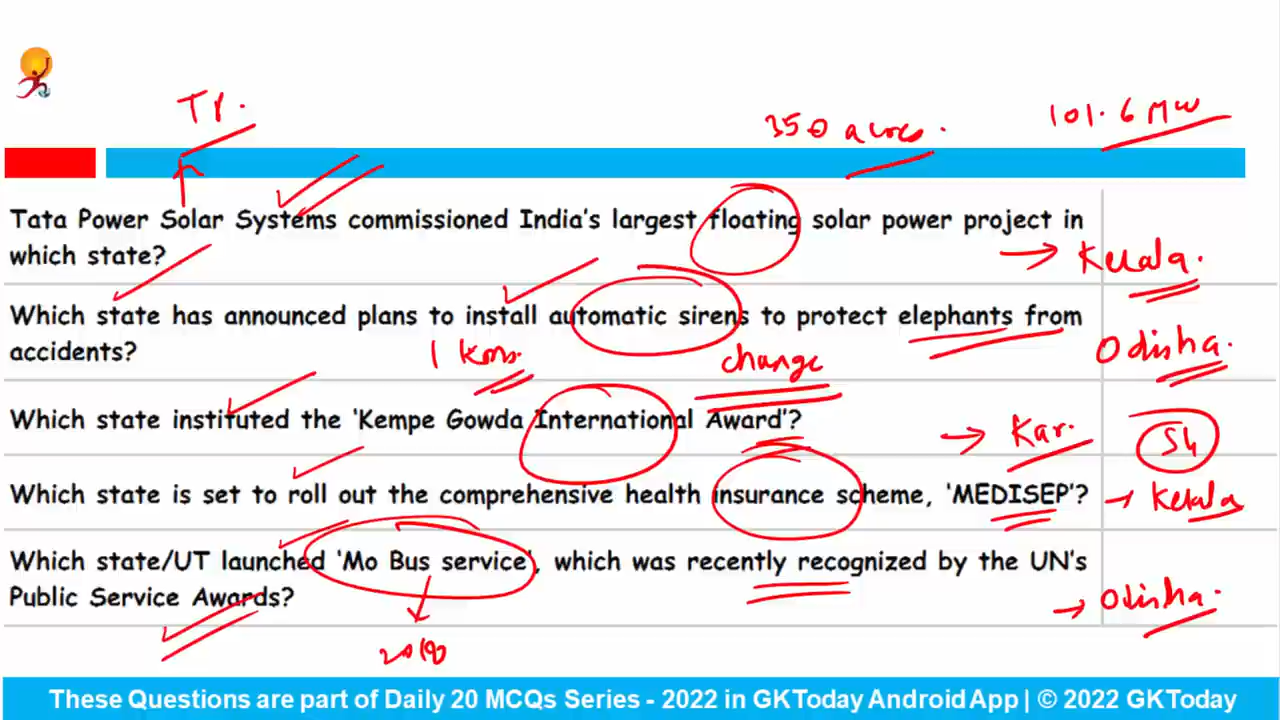 TP.
350 acres.
101.6 MW
Tata Power Solar Systems commissioned India's largest floating solar power project in
which state?
→ Kerala.
Which state has announced plans to install automatic sirens to protect elephants from
accidents?
Odisha.
1 km.
change
Which state instituted the 'Kempe Gowda International Award'?
→ Kar.
5L
Which state is set to roll out the comprehensive health insurance scheme, 'MEDISEP'?
→ Kerala
Which state/UT launched 'Mo Bus service', which was recently recognized by the UN's
Public Service Awards?
→ Odisha.
2018
These Questions are part of Daily 20 MCQs Series - 2022 in GKToday Android App | © 2022 GKToday